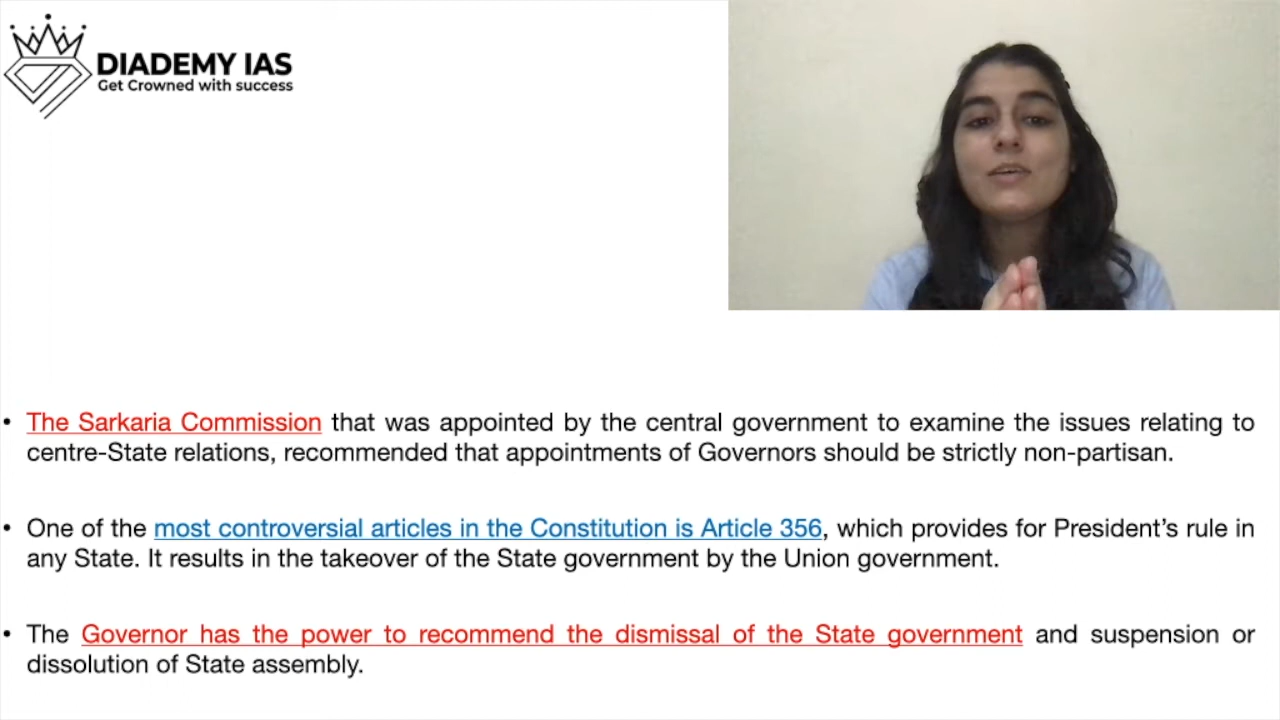 DIADEMY IAS
Get Crowned with success
• The Sarkaria Commission that was appointed by the central government to examine the issues relating to
centre-State relations, recommended that appointments of Governors should be strictly non-partisan.
• One of the most controversial articles in the Constitution is Article 356, which provides for President’s rule in
any State. It results in the takeover of the State government by the Union government.
• The Governor has the power to recommend the dismissal of the State government and suspension or
dissolution of State assembly.